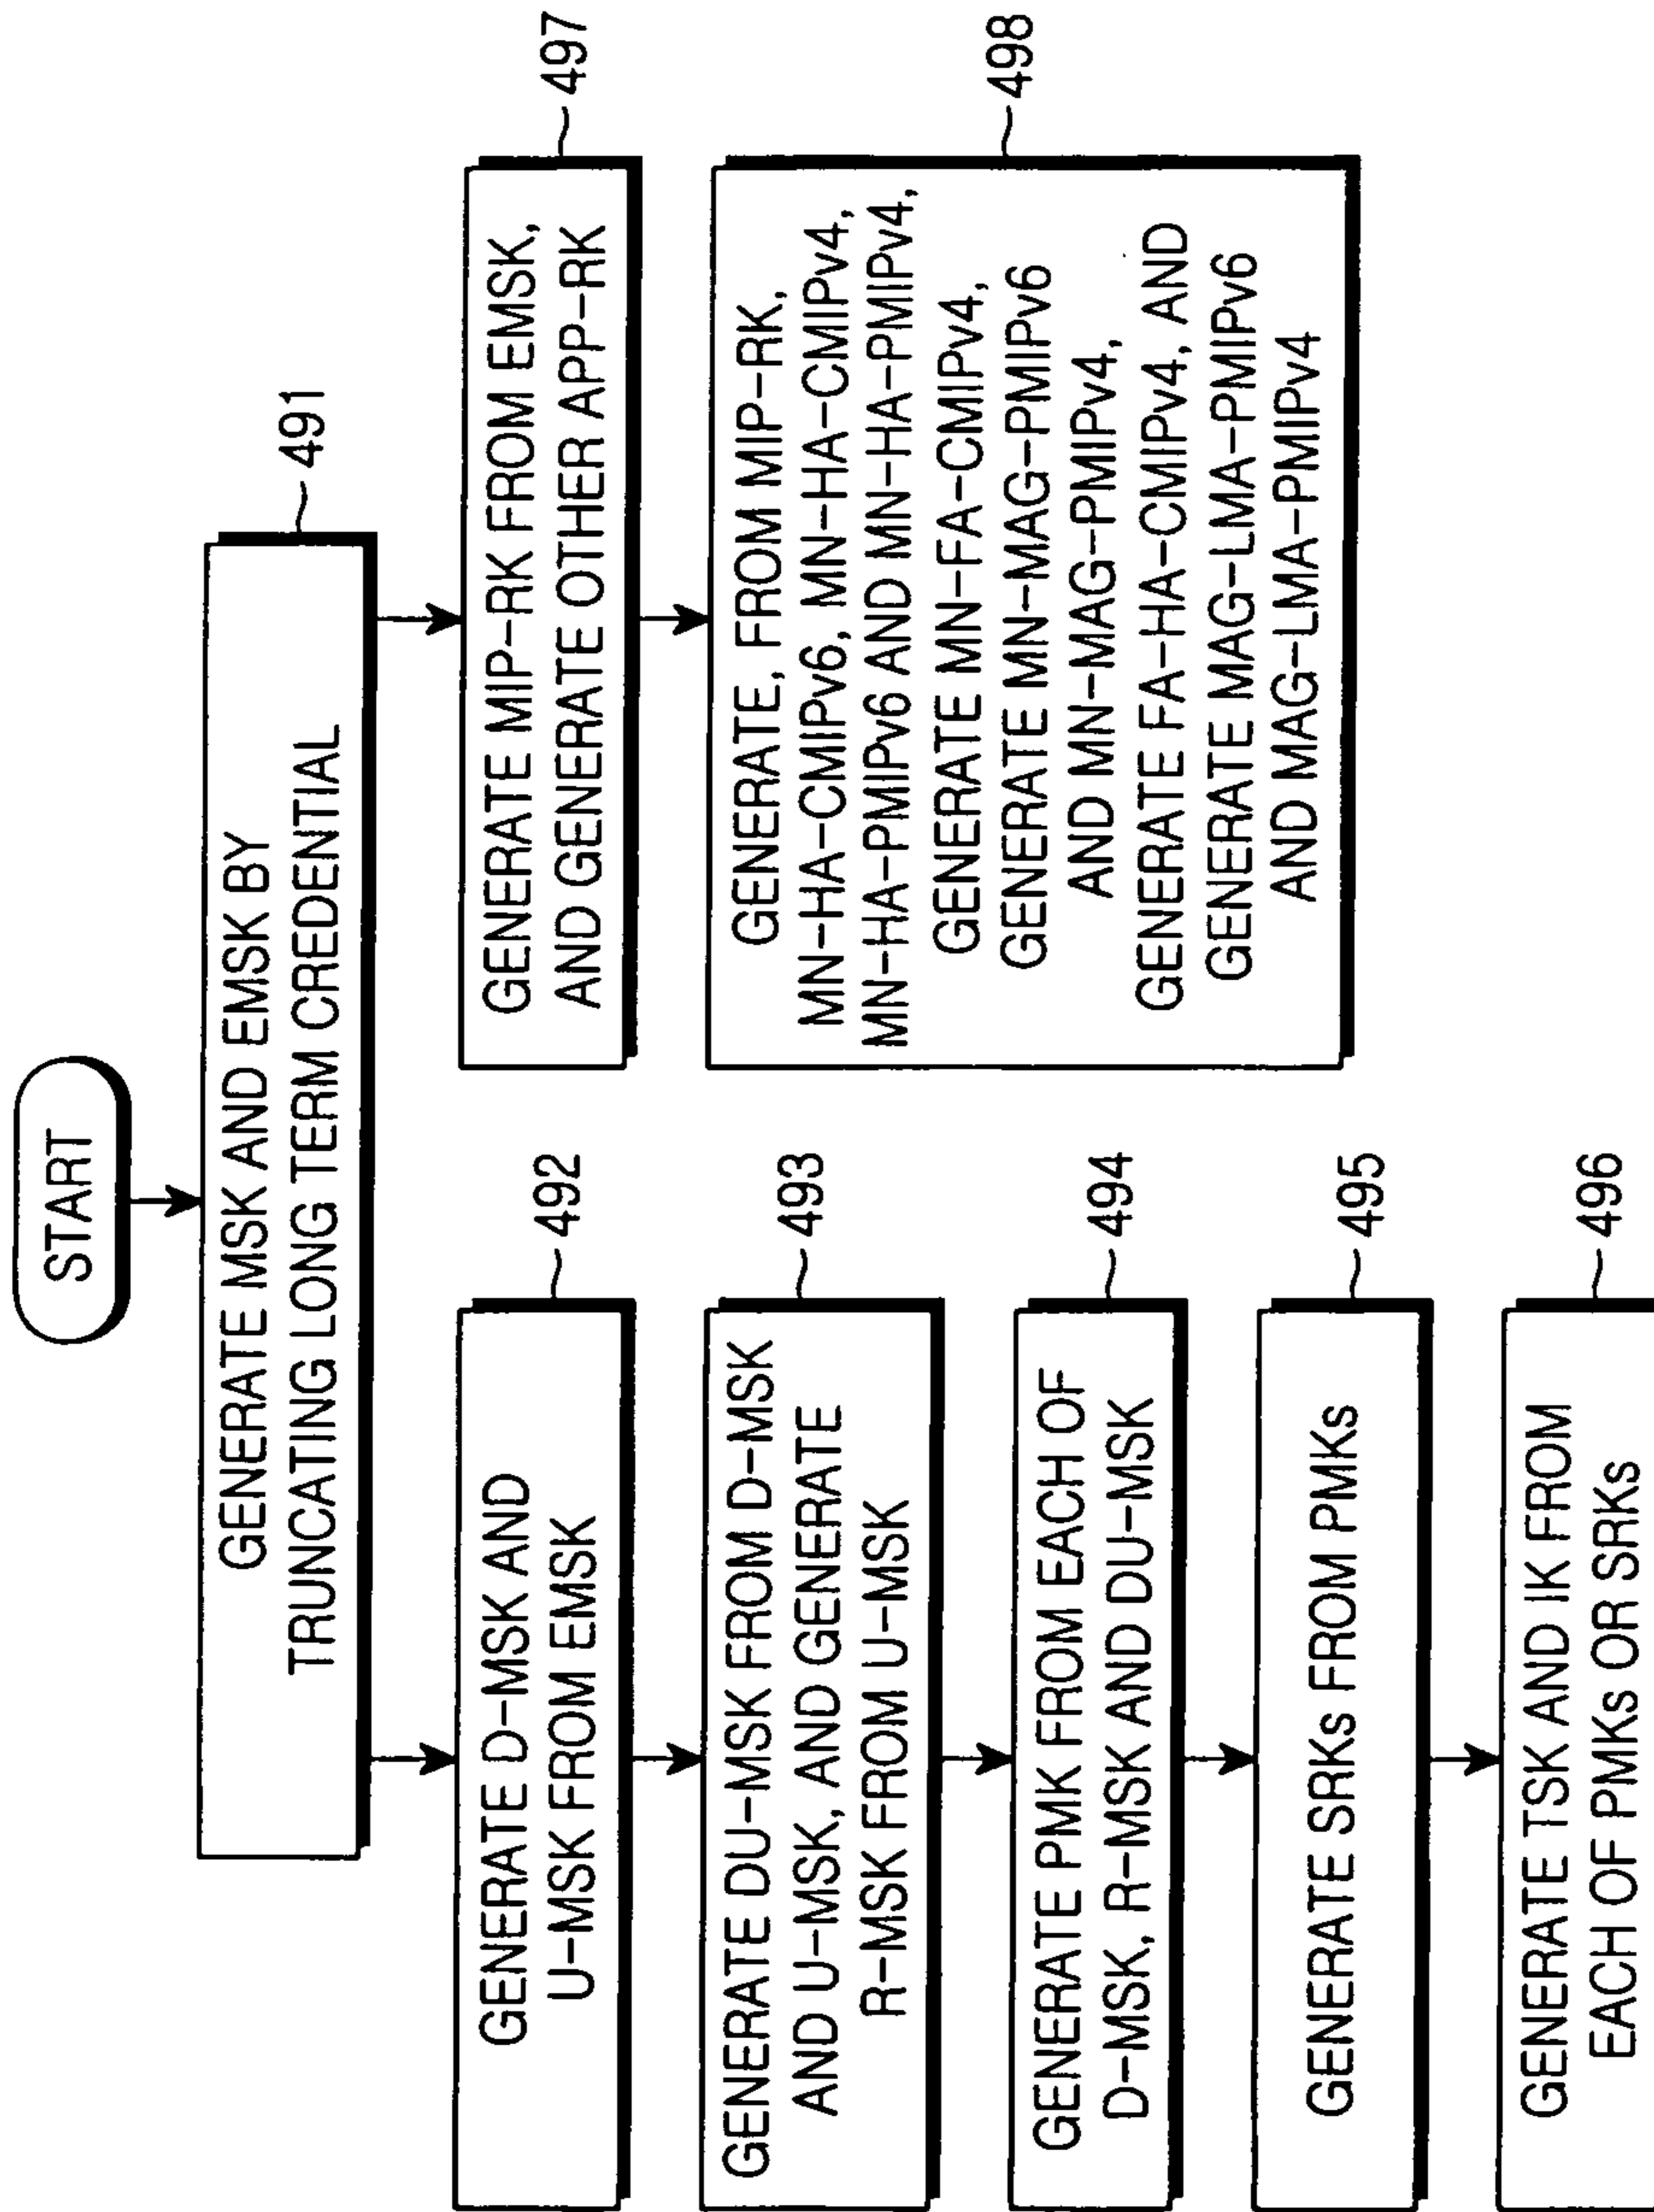 START
GENERATE MSK AND EMSK BY
TRUNCATING LONG TERM CREDENTIAL
491
GENERATE D-MSK AND
U-MSK FROM EMSK
492
GENERATE DU-MSK FROM D-MSK
AND U-MSK, AND GENERATE
R-MSK FROM U-MSK
493
GENERATE PMK FROM EACH OF
D-MSK, R-MSK AND DU-MSK
494
GENERATE SRKs FROM PMKs
495
GENERATE TSK AND IK FROM
EACH OF PMKs OR SRKs
496
GENERATE MIP-RK FROM EMSK,
AND GENERATE OTHER APP-RK
497
GENERATE, FROM MIP-RK,
MN-HA-CMIPv6, MN-HA-CMIPv4,
MN-HA-PMIPv6 AND MN-HA-PMIPv4,
GENERATE MN-FA-CMIPv4,
GENERATE MN-MAG-PMIPv6
AND MN-MAG-PMIPv4,
GENERATE FA-HA-CMIPv4, AND
GENERATE MAG-LMA-PMIPv6
AND MAG-LMA-PMIPv4
498